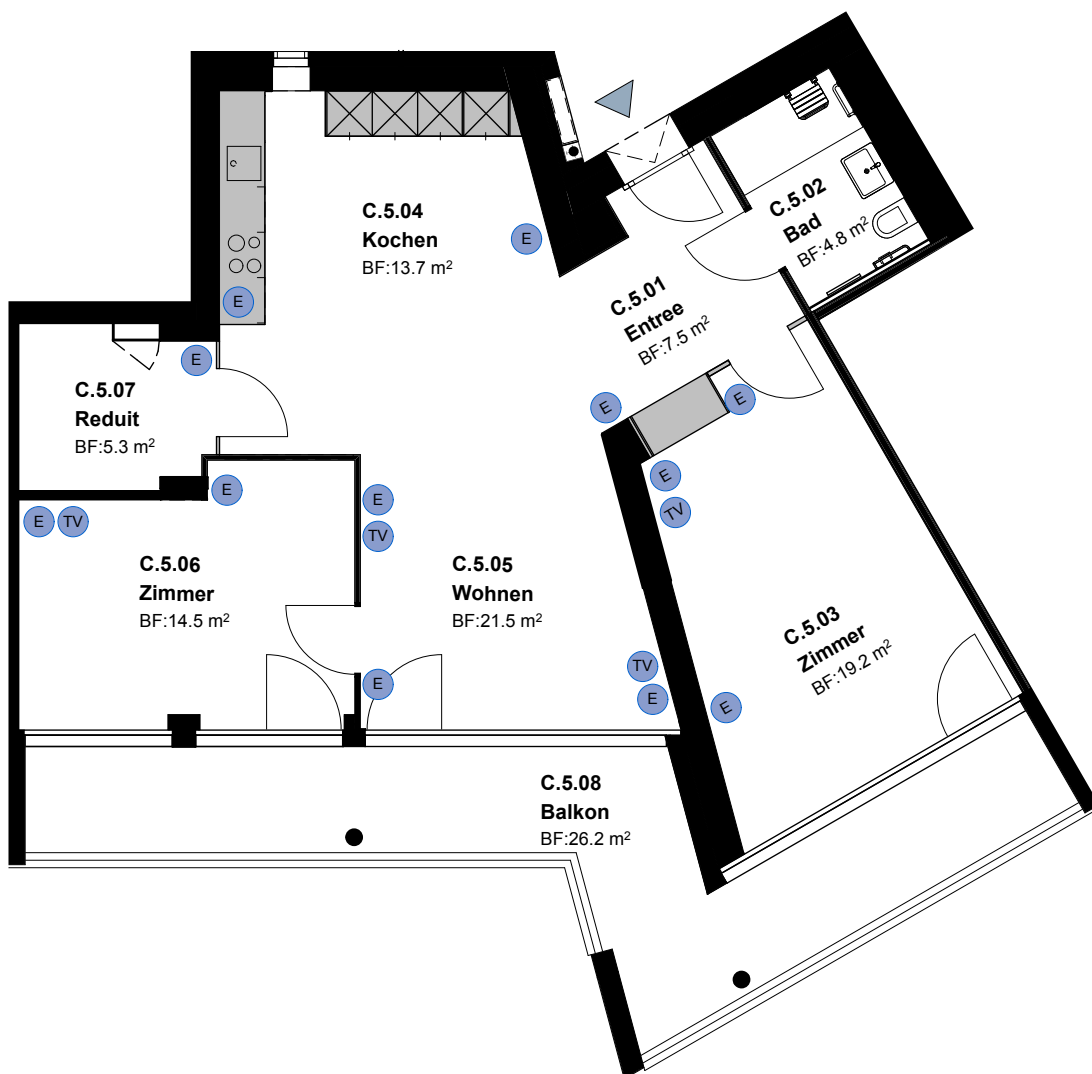 C.5.04
Kochen
BF:13.7 m²
E
E
C.5.02
Bad
BF:4.8 m²
C.5.01
Entree
BF:7.5 m²
E
C.5.07
Reduit
BF:5.3 m²
E
E
E
E
TV
E
TV
E
TV
E
C.5.06
Zimmer
BF:14.5 m²
C.5.05
Wohnen
BF:21.5 m²
C.5.03
Zimmer
BF:19.2 m²
E
TV
E
E
C.5.08
Balkon
BF:26.2 m²